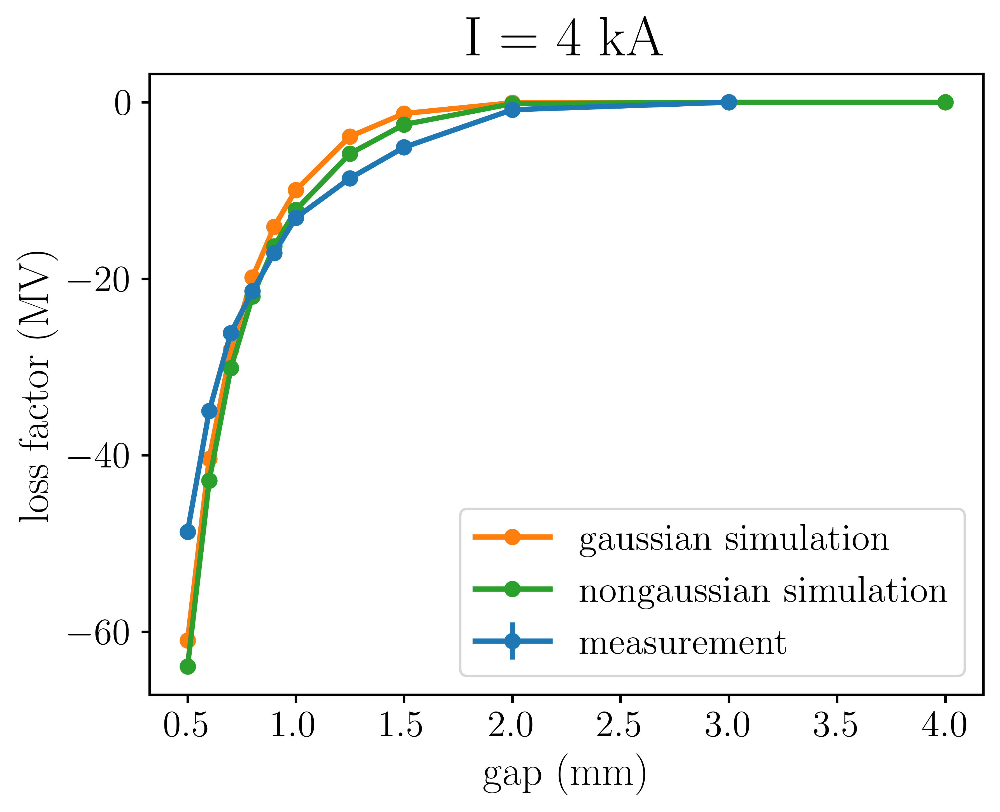 I = 4 kA
0
−20
−40
−60
loss factor (MV)
gaussian simulation
nongaussian simulation
measurement
0.5 1.0 1.5 2.0 2.5 3.0 3.5 4.0
gap (mm)